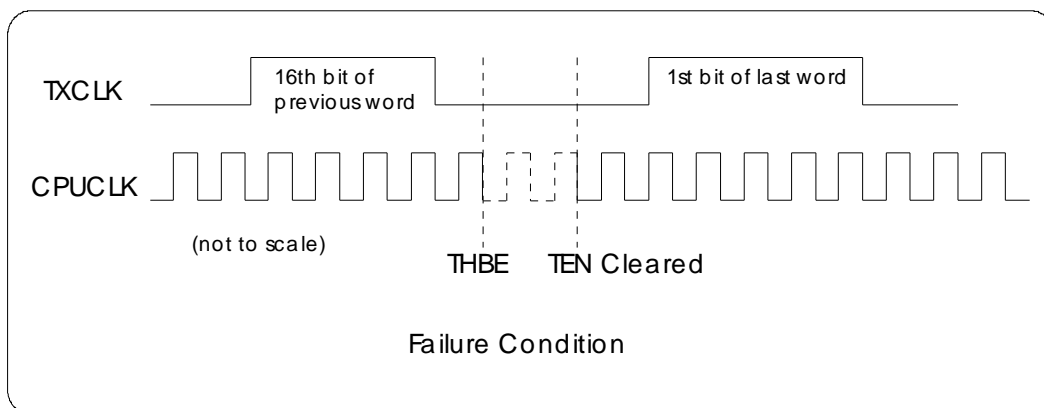 TXCLK
16th bit of
previous word
1st bit of last word
CPUCLK
(not to scale)
THBE
TEN Cleared
Failure Condition